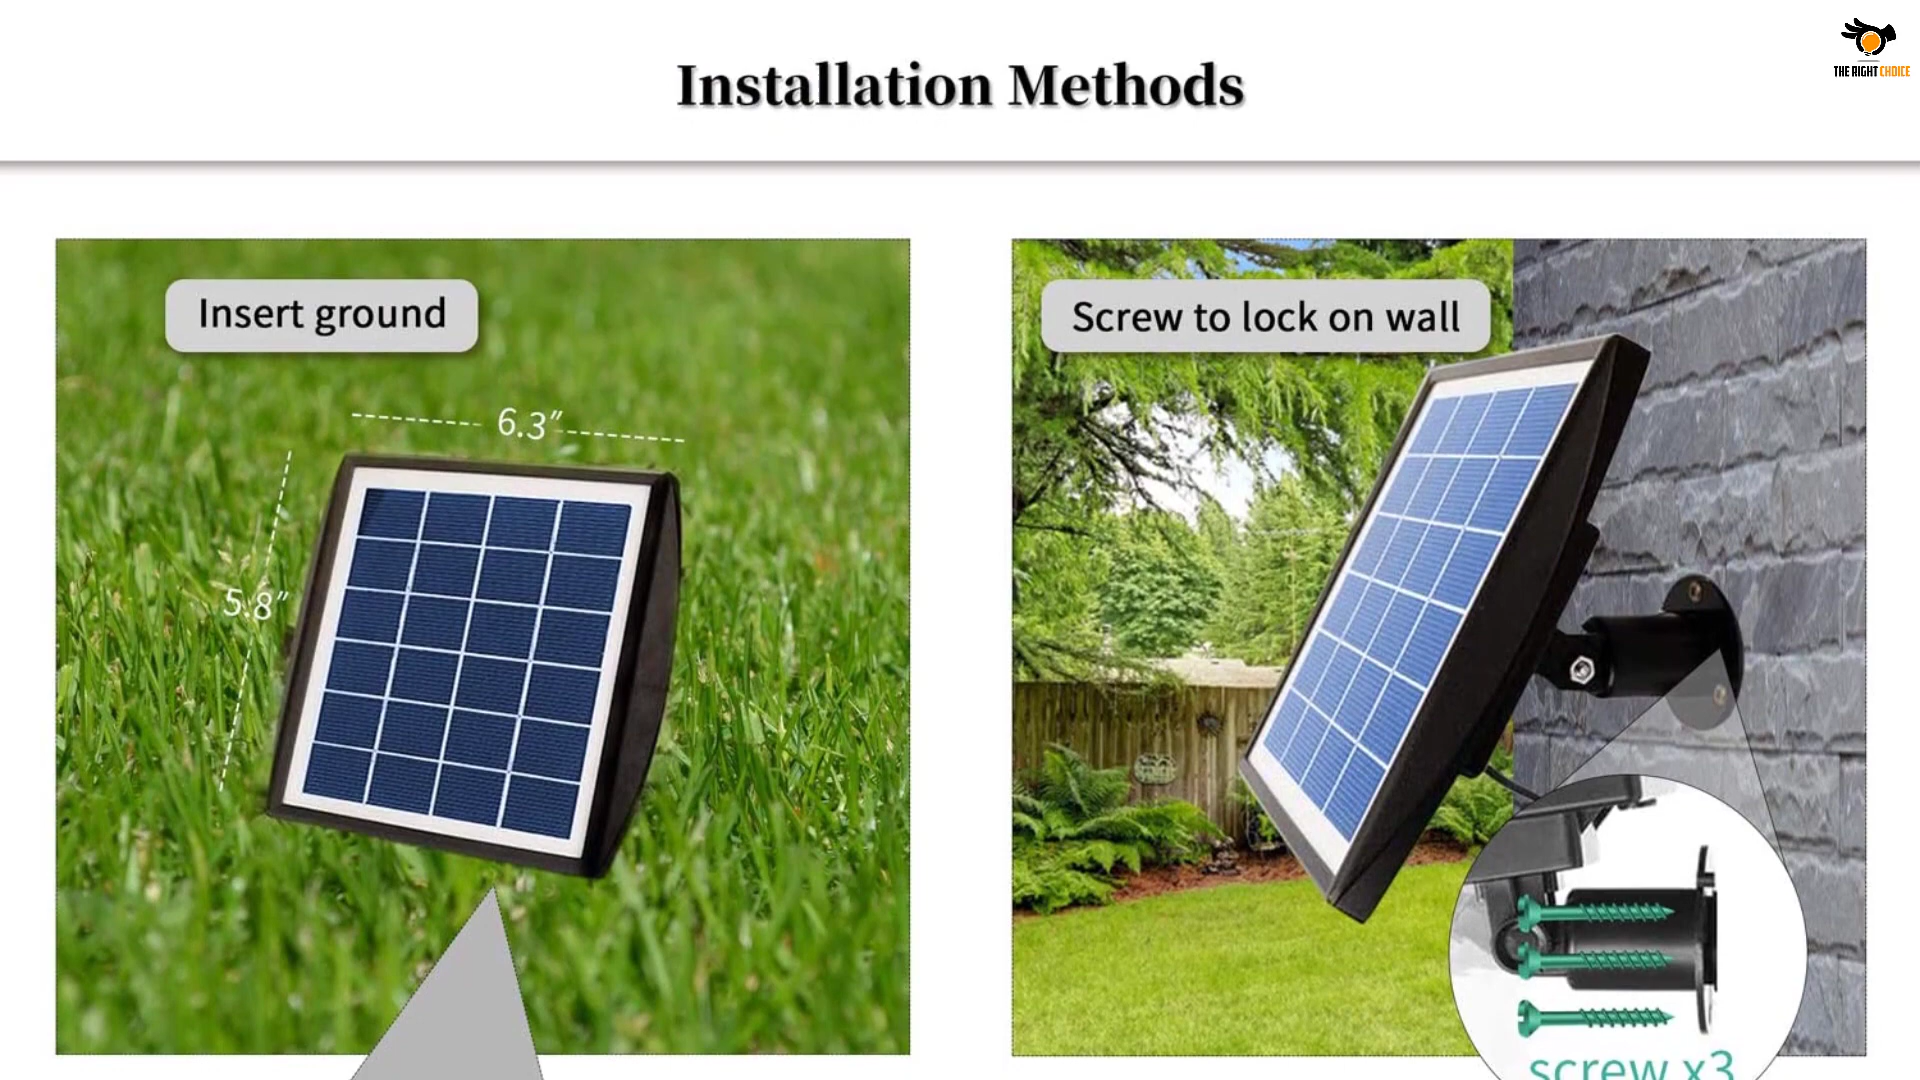 THE RIGHT CHOICE
Installation Methods
Insert ground
6.3"
5.8"
Screw to lock on wall
screw x3